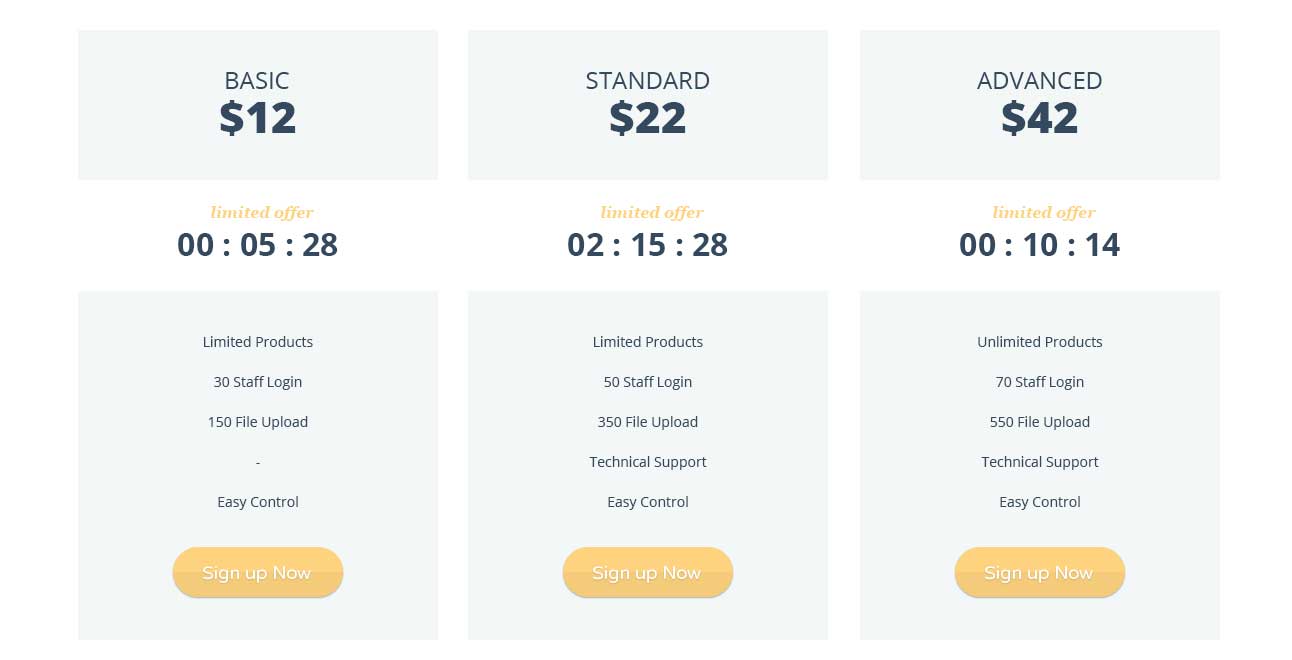 BASIC
$12
limited offer
00 : 05 : 28
Limited Products
30 Staff Login
150 File Upload
-
Easy Control
Sign up Now
STANDARD
$22
limited offer
02 : 15 : 28
Limited Products
50 Staff Login
350 File Upload
Technical Support
Easy Control
Sign up Now
ADVANCED
$42
limited offer
00 : 10 : 14
Unlimited Products
70 Staff Login
550 File Upload
Technical Support
Easy Control
Sign up Now